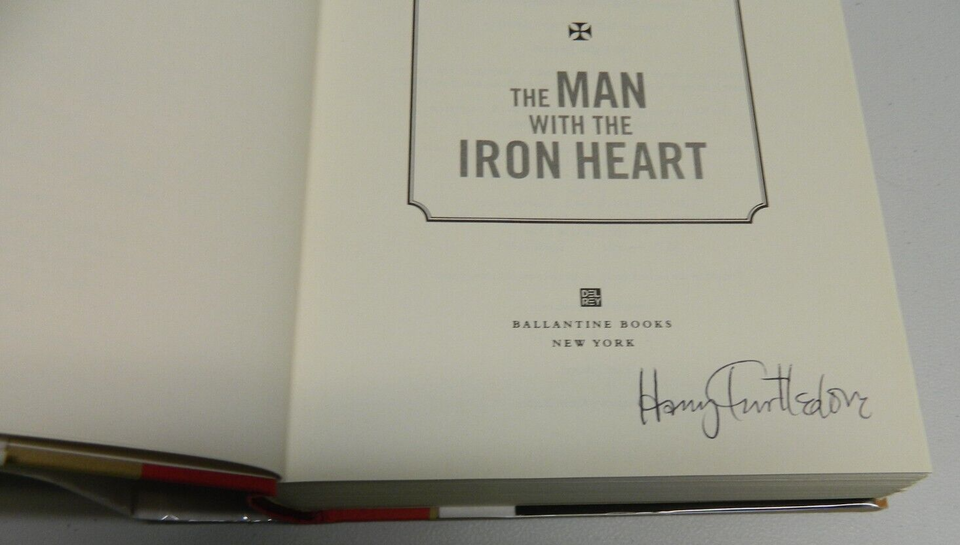 THE MAN
WITH THE
IRON HEART
DEL
REY
BALLANTINE BOOKS
NEW YORK
Harry Turtledove